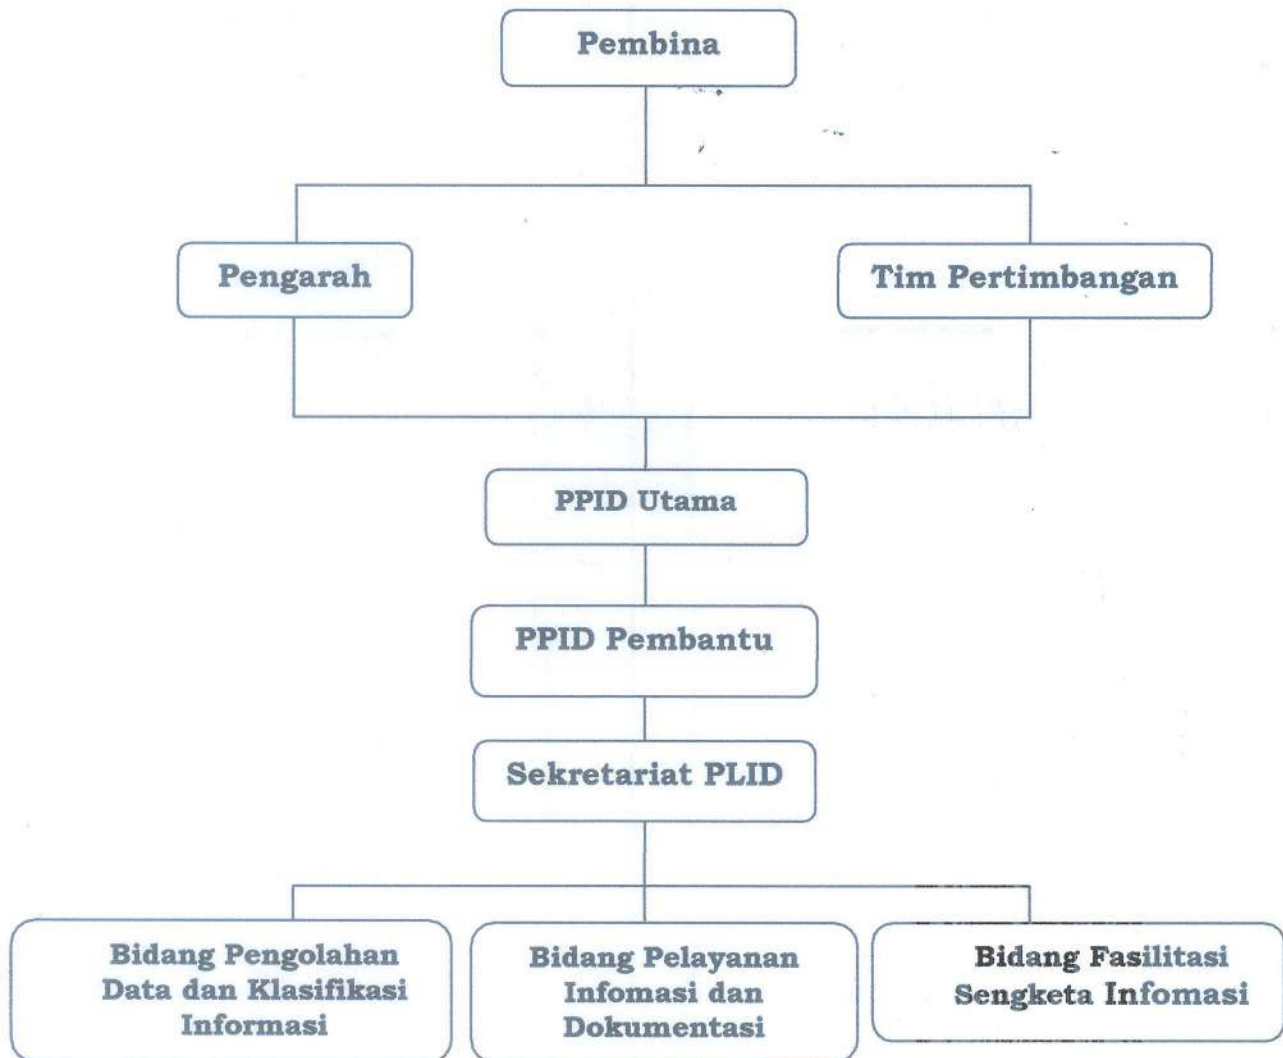 Pembina
Pengarah
Tim Pertimbangan
PPID Utama
PPID Pembantu
Sekretariat PLID
Bidang Pengolahan
Data dan Klasifikasi
Informasi
Bidang Pelayanan
Infomasi dan
Dokumentasi
Bidang Fasilitasi
Sengketa Infomasi